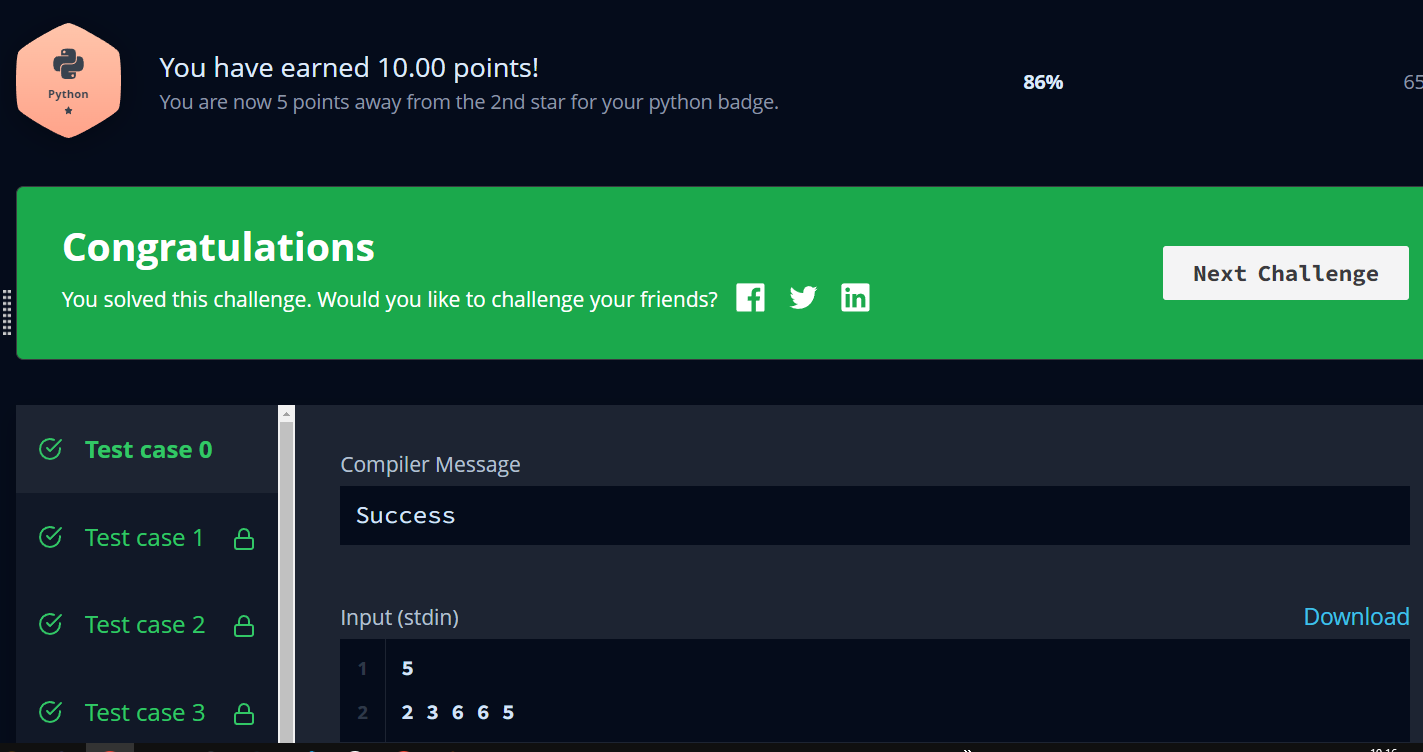 Python
You have earned 10.00 points!
You are now 5 points away from the 2nd star for your python badge.
86%
65
Congratulations
You solved this challenge. Would you like to challenge your friends?
Next Challenge
Test case 0
Test case 1
Test case 2
Test case 3
Compiler Message
Success
Input (stdin)
Download
1 5
2 2 3 6 6 5